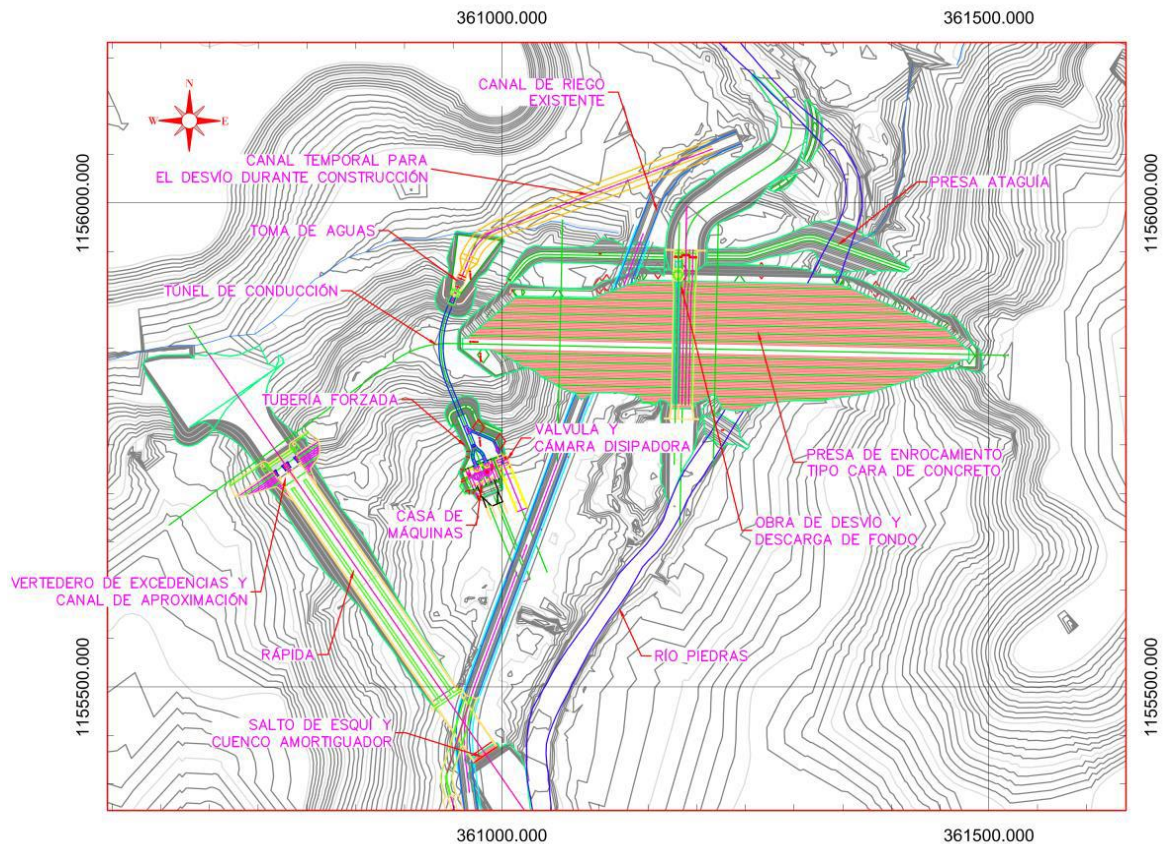 361000.000
361500.000
CANAL DE RIEGO
EXISTENTE
N
W
E
S
CANAL TEMPORAL PARA
EL DESVÍO DURANTE CONSTRUCCIÓN
PRESA ATAGUÍA
1156000.000
1156000.000
TOMA DE AGUAS
TÚNEL DE CONDUCCIÓN
TUBERÍA FORZADA
VÁLVULA Y
CÁMARA DISIPADORA
PRESA DE ENROCAMIENTO
TIPO CARA DE CONCRETO
CASA DE
MÁQUINAS
OBRA DE DESVÍO Y
DESCARGA DE FONDO
VERTEDERO DE EXCEDENCIAS Y
CANAL DE APROXIMACIÓN
RÁPIDA
RÍO PIEDRAS
1155500.000
1155500.000
SALTO DE ESQUÍ Y
CUENCO AMORTIGUADOR
361000.000
361500.000